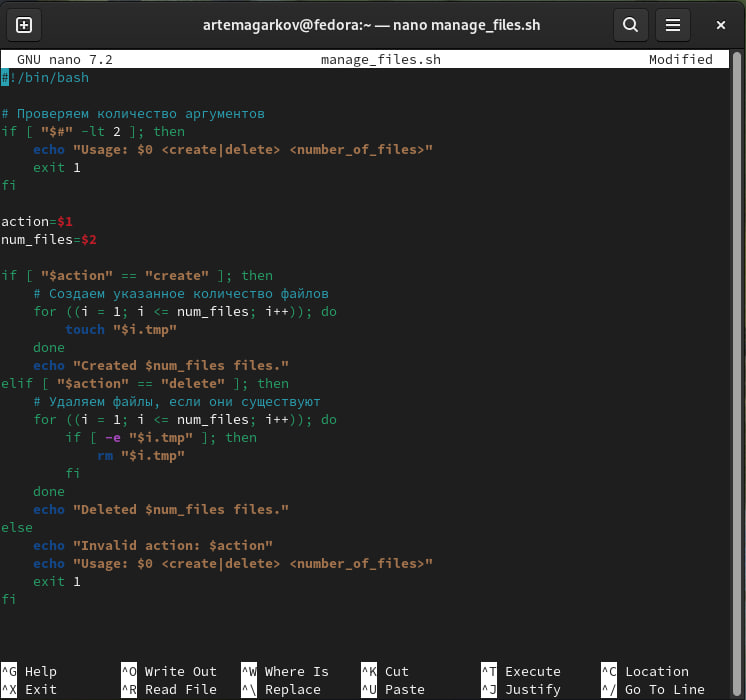 artemagarkov@fedora:~ — nano manage_files.sh
GNU nano 7.2 manage_files.sh Modified
#!/bin/bash

# Проверяем количество аргументов
if [ "$#" -lt 2 ]; then
    echo "Usage: $0 <create|delete> <number_of_files>"
    exit 1
fi

action=$1
num_files=$2

if [ "$action" == "create" ]; then
    # Создаем указанное количество файлов
    for ((i = 1; i <= num_files; i++)); do
        touch "$i.tmp"
    done
    echo "Created $num_files files."
elif [ "$action" == "delete" ]; then
    # Удаляем файлы, если они существуют
    for ((i = 1; i <= num_files; i++)); do
        if [ -e "$i.tmp" ]; then
            rm "$i.tmp"
        fi
    done
    echo "Deleted $num_files files."
else
    echo "Invalid action: $action"
    echo "Usage: $0 <create|delete> <number_of_files>"
    exit 1
fi

^G Help ^O Write Out ^W Where Is ^K Cut ^T Execute ^C Location
^X Exit ^R Read File ^\ Replace ^U Paste ^J Justify ^/ Go To Line